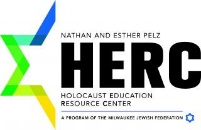 NATHAN AND ESTHER PELZ
HERC
HOLOCAUST EDUCATION
RESOURCE CENTER
A PROGRAM OF THE MILWAUKEE JEWISH FEDERATION